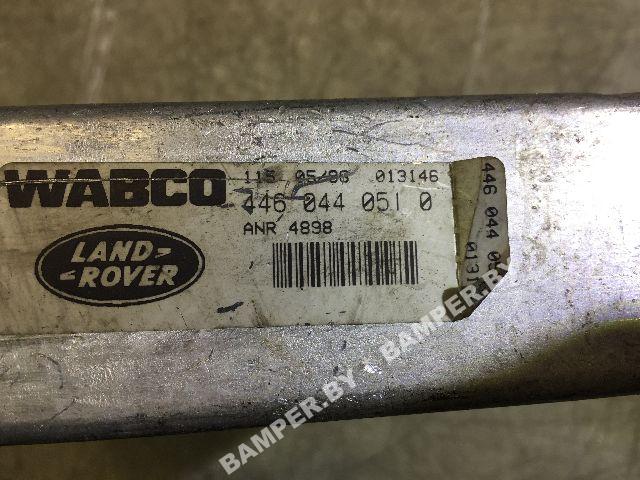 WABCO
115 05/96 013146
446 044 051 0
ANR 4898
LAND-
-ROVER
446 044 0
013
BAMPER.BY • BAMPER.BY